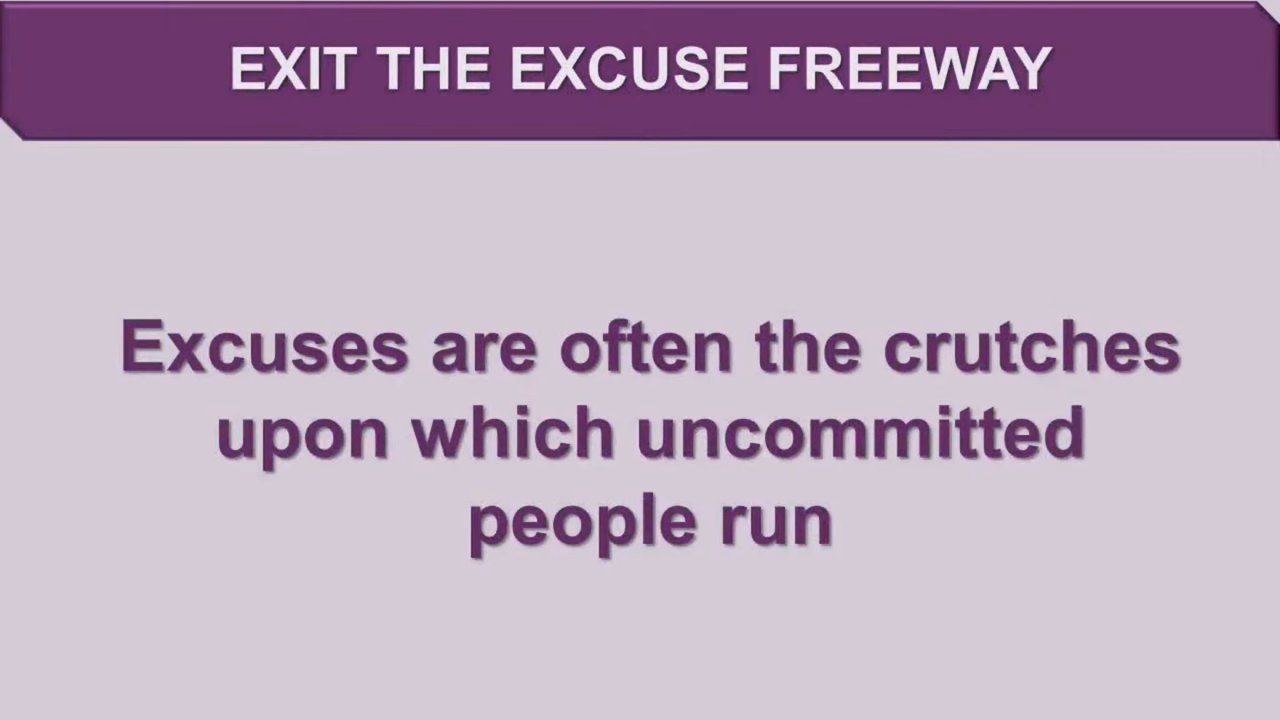 EXIT THE EXCUSE FREEWAY
Excuses are often the crutches
upon which uncommitted
people run